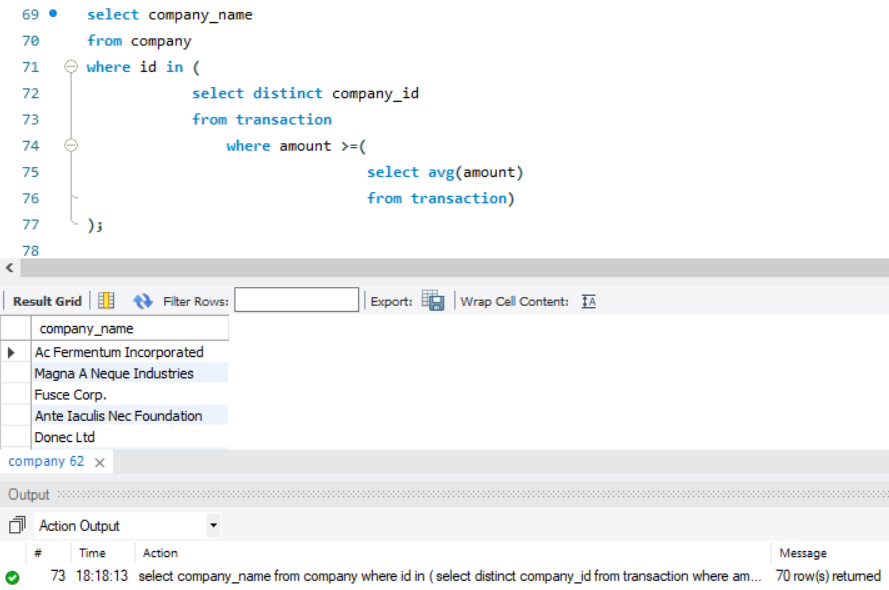 69 select company_name
70 from company
71 where id in (
72 select distinct company_id
73 from transaction
74 where amount >=(
75 select avg(amount)
76 from transaction)
77 );
78
Result Grid Filter Rows: Export: Wrap Cell Content: IA
company_name
Ac Fermentum Incorporated
Magna A Neque Industries
Fusce Corp.
Ante Iaculis Nec Foundation
Donec Ltd
company 62
Output
Action Output
# Time Action Message
73 18:18:13 select company_name from company where id in ( select distinct company_id from transaction where am... 70 row(s) returned